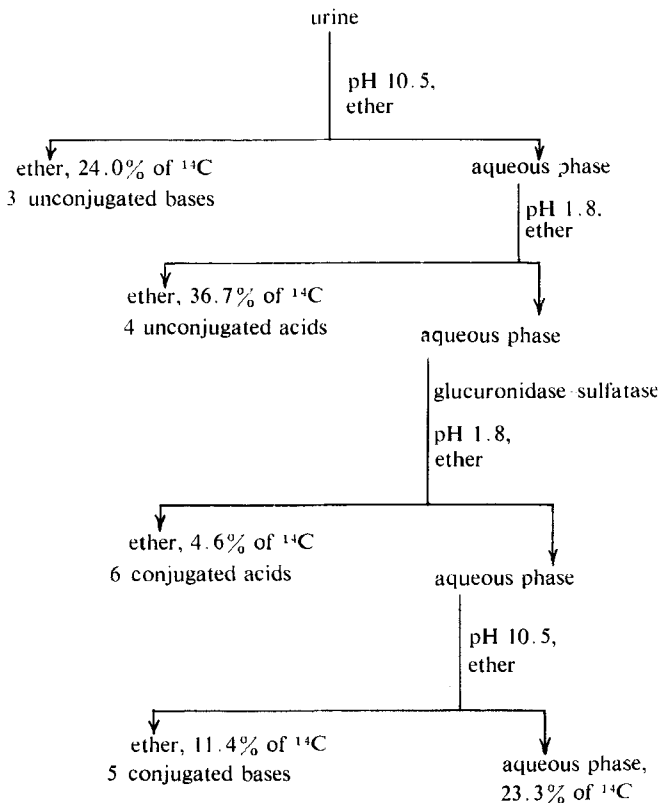 urine
pH 10.5,
ether
ether, 24.0% of ¹⁴C
3 unconjugated bases
aqueous phase
pH 1.8.
ether
ether, 36.7% of ¹⁴C
4 unconjugated acids
aqueous phase
glucuronidase-sulfatase
pH 1.8,
ether
ether, 4.6% of ¹⁴C
6 conjugated acids
aqueous phase
pH 10.5,
ether
ether, 11.4% of ¹⁴C
5 conjugated bases
aqueous phase,
23.3% of ¹⁴C